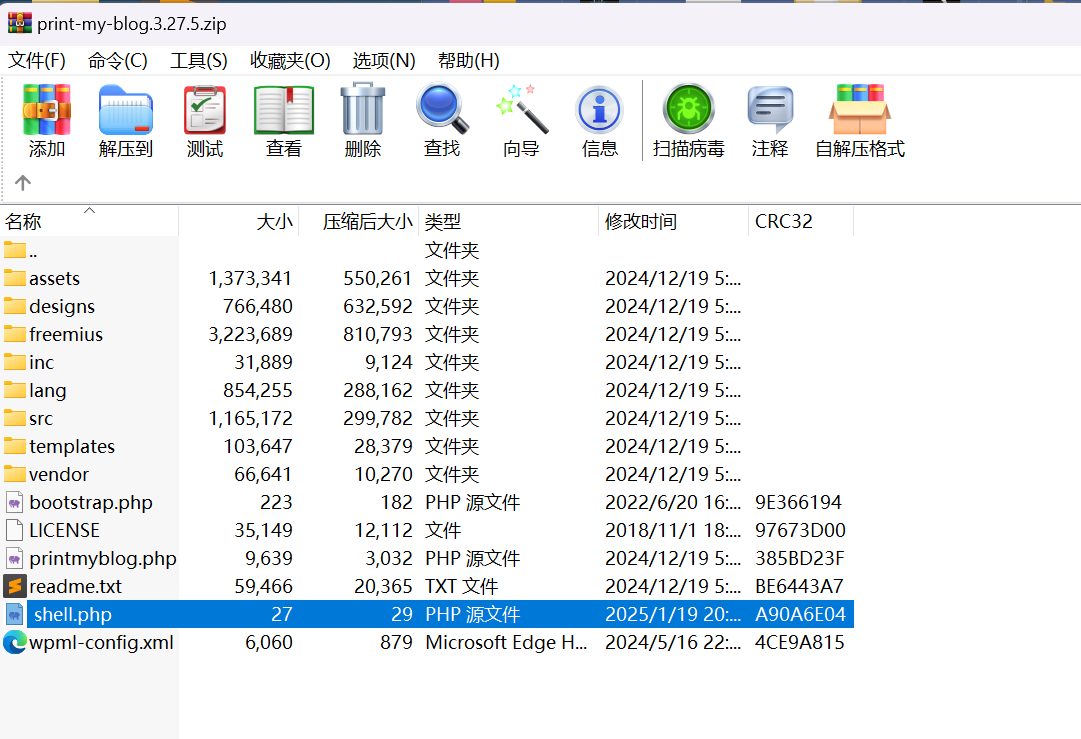 print-my-blog.3.27.5.zip
文件(F) 命令(C) 工具(S) 收藏夹(O) 选项(N) 帮助(H)
添加 解压到 测试 查看 删除 查找 向导 信息 扫描病毒 注释 自解压格式
名称 大小 压缩后大小 类型 修改时间 CRC32
.. 文件夹
assets 1,373,341 550,261 文件夹 2024/12/19 5:...
designs 766,480 632,592 文件夹 2024/12/19 5:...
freemius 3,223,689 810,793 文件夹 2024/12/19 5:...
inc 31,889 9,124 文件夹 2024/12/19 5:...
lang 854,255 288,162 文件夹 2024/12/19 5:...
src 1,165,172 299,782 文件夹 2024/12/19 5:...
templates 103,647 28,379 文件夹 2024/12/19 5:...
vendor 66,641 10,270 文件夹 2024/12/19 5:...
bootstrap.php 223 182 PHP 源文件 2022/6/20 16:... 9E366194
LICENSE 35,149 12,112 文件 2018/11/1 18:... 97673D00
printmyblog.php 9,639 3,032 PHP 源文件 2024/12/19 5:... 385BD23F
readme.txt 59,466 20,365 TXT 文件 2024/12/19 5:... BE6443A7
shell.php 27 29 PHP 源文件 2025/1/19 20:... A90A6E04
wpml-config.xml 6,060 879 Microsoft Edge H... 2024/5/16 22:... 4CE9A815